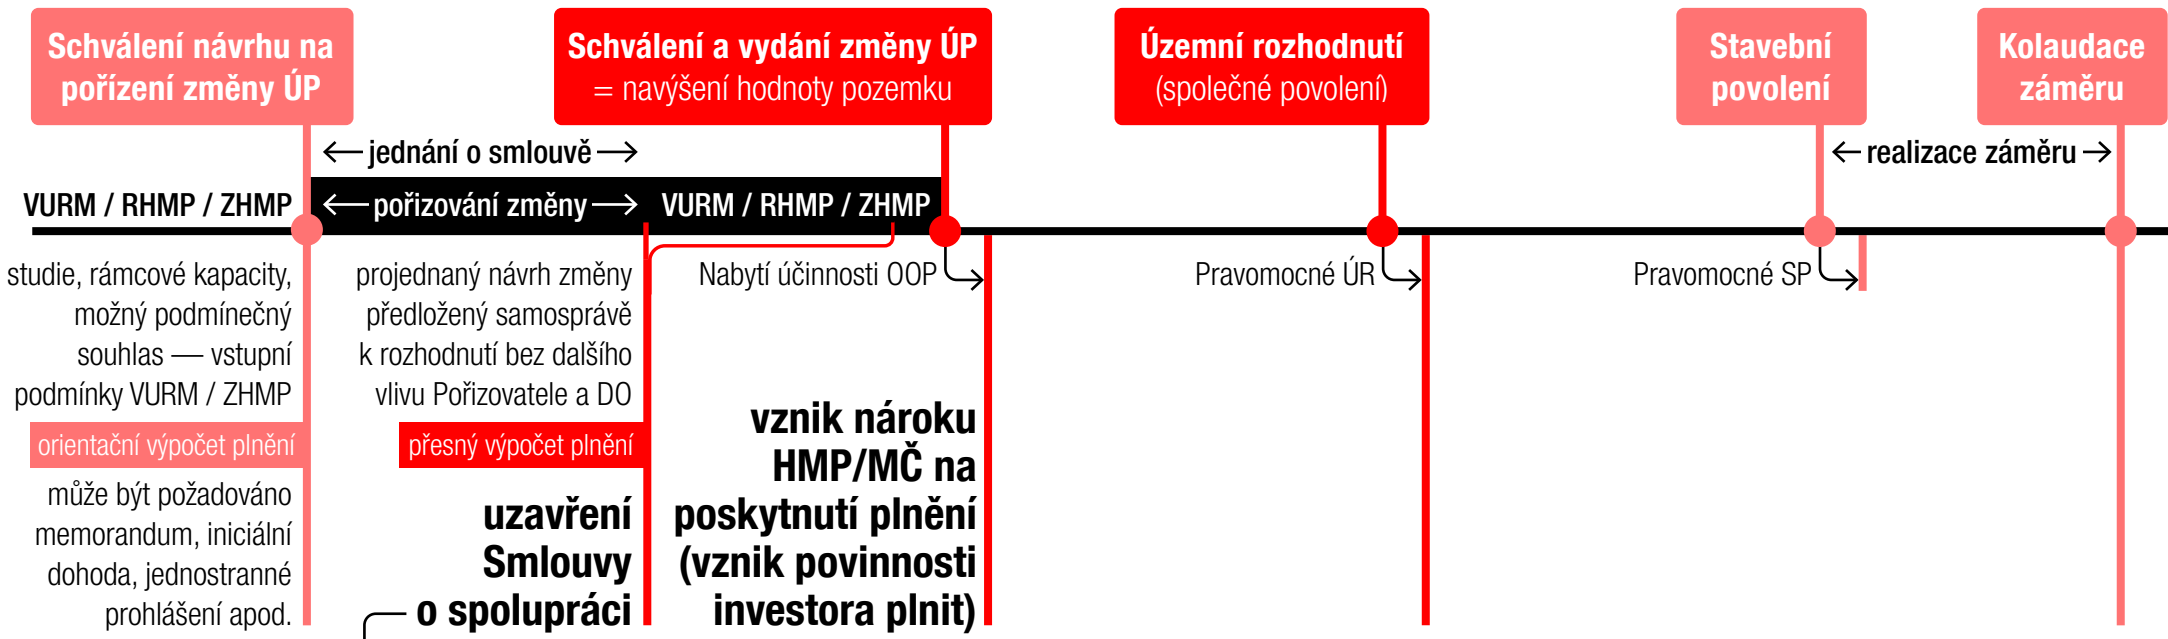 Schválení návrhu na
pořízení změny ÚP
Schválení a vydání změny ÚP
= navýšení hodnoty pozemku
Územní rozhodnutí
(společné povolení)
Stavební
povolení
Kolaudace
záměru
jednání o smlouvě
realizace záměru
VURM / RHMP / ZHMP
pořizování změny
VURM / RHMP / ZHMP
studie, rámcové kapacity,
možný podmínečný
souhlas — vstupní
podmínky VURM / ZHMP
orientační výpočet plnění
může být požadováno
memorandum, iniciální
dohoda, jednostranné
prohlášení apod.
projednaný návrh změny
předložený samosprávě
k rozhodnutí bez dalšího
vlivu Pořizovatele a DO
přesný výpočet plnění
uzavření
Smlouvy
o spolupráci
Nabytí účinnosti OOP
vznik nároku
HMP/MČ na
poskytnutí plnění
(vznik povinnosti
investora plnit)
Pravomocné ÚR
Pravomocné SP